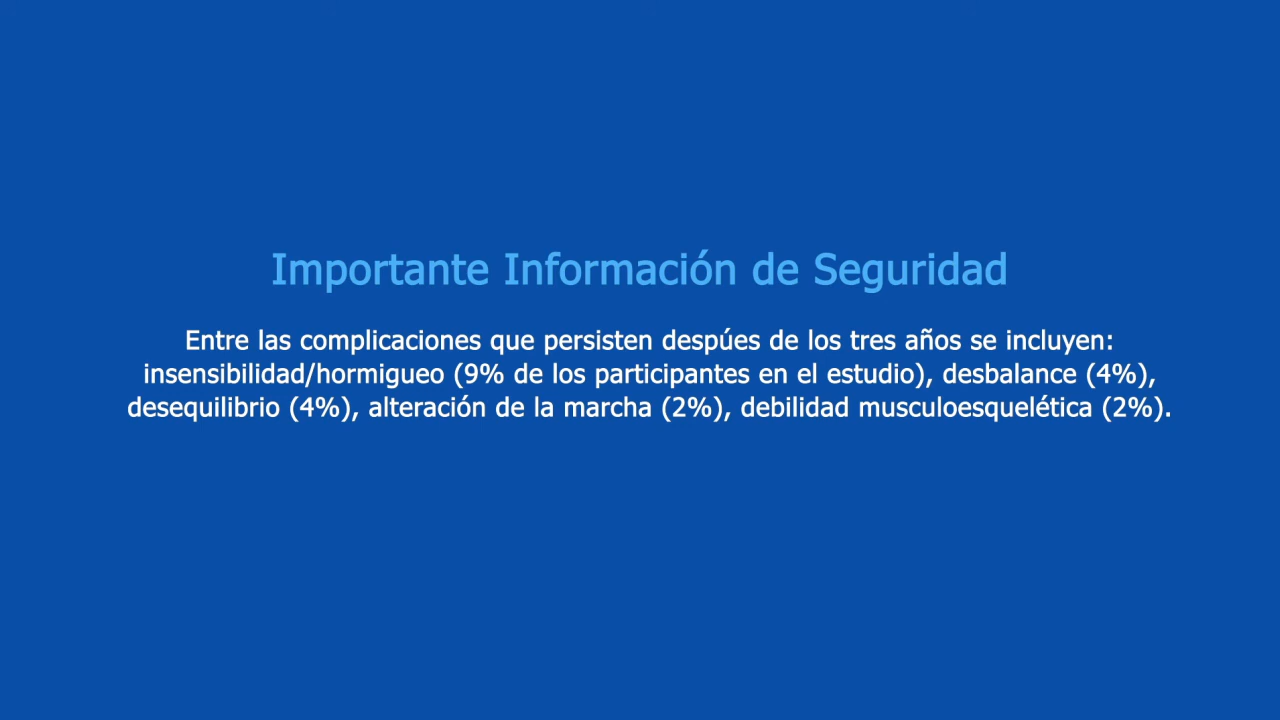 Importante Información de Seguridad
Entre las complicaciones que persisten despúes de los tres años se incluyen:
insensibilidad/hormigueo (9% de los participantes en el estudio), desbalance (4%),
desequilibrio (4%), alteración de la marcha (2%), debilidad musculoesquelética (2%).